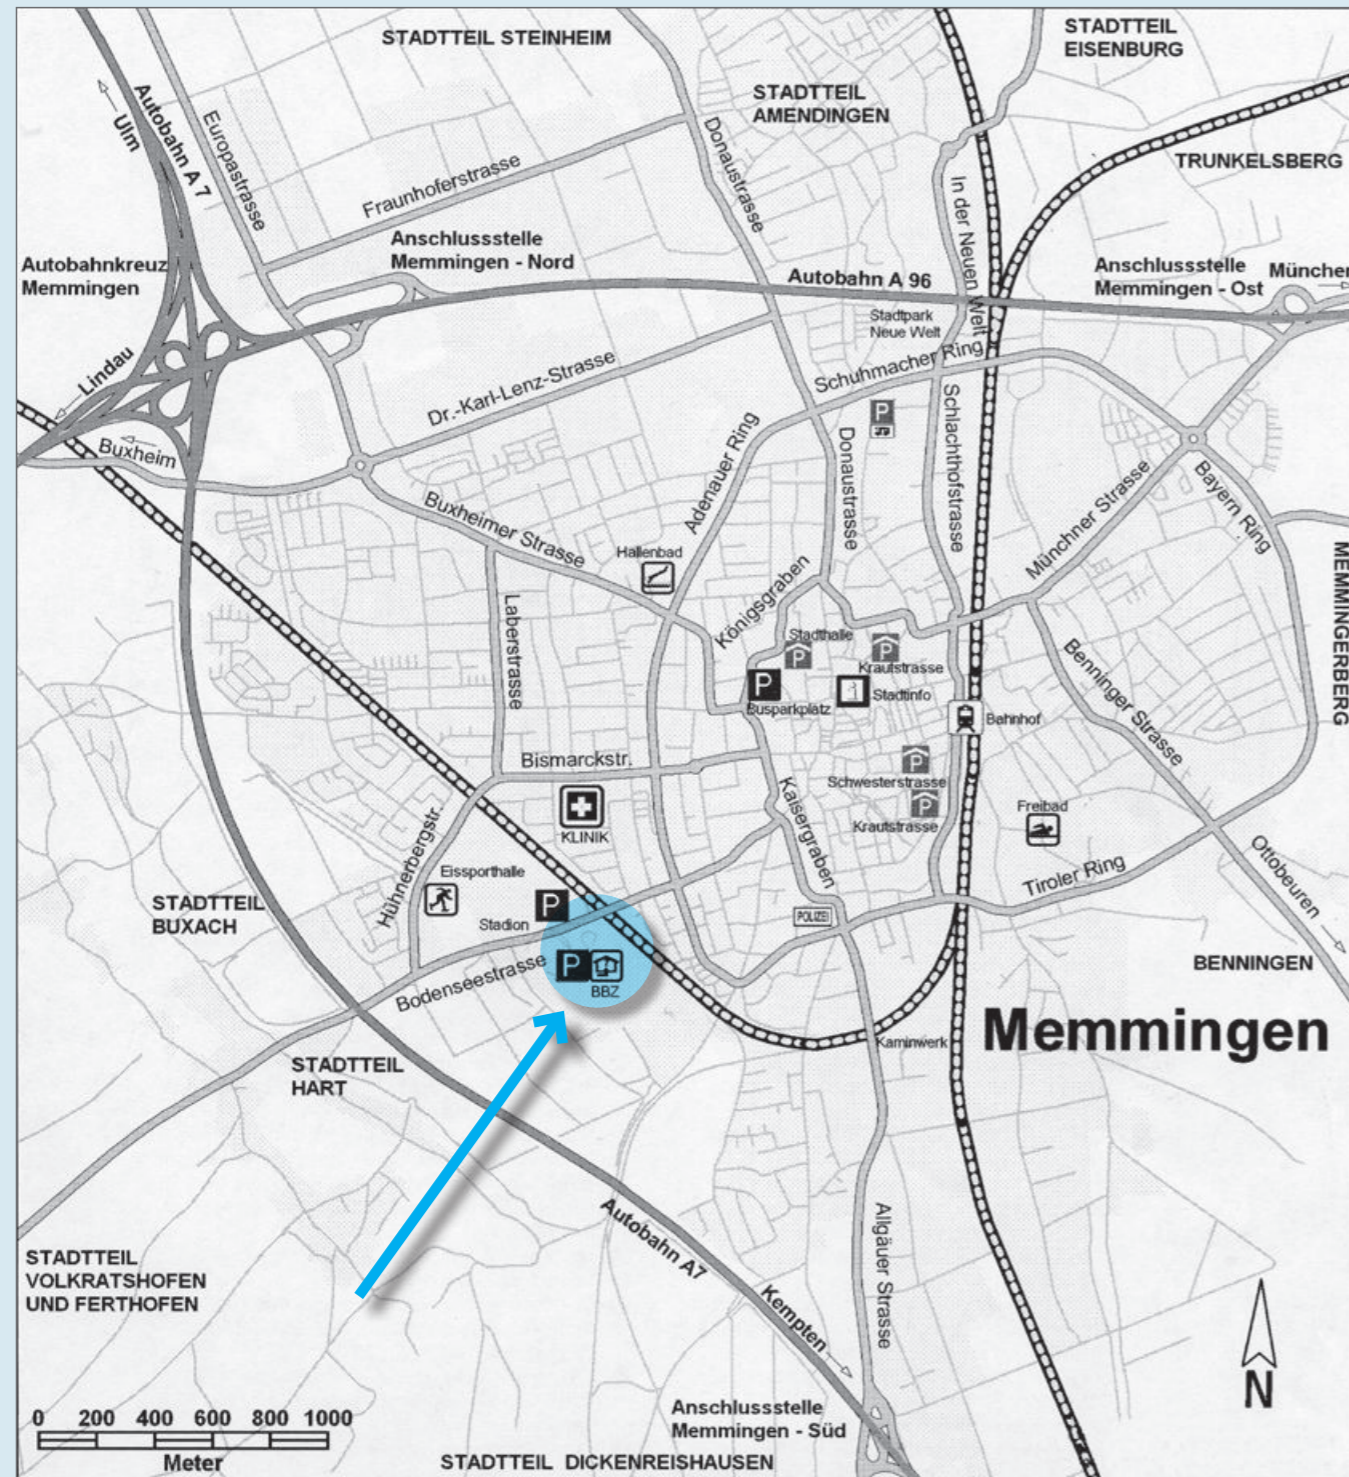 STADTTEIL STEINHEIM
STADTTEIL
EISENBURG
STADTTEIL
AMENDINGEN
Ulm
Autobahn A 7
Europastrasse
Fraunhoferstrasse
Donaustrasse
TRUNKELSBERG
In der Neuen Welt
Autobahnkreuz
Memmingen
Anschlussstelle
Memmingen - Nord
Autobahn A 96
Anschlussstelle
Memmingen - Ost
München
Stadtpark
Neue Welt
Lindau
Dr.-Karl-Lenz-Strasse
Schuhmacher Ring
Buxheim
Adenauer Ring
P
Donaustrasse
Schlachthofstrasse
Münchner Strasse
Bayern Ring
Buxheimer Strasse
Hallenbad
Königsgraben
MEMMINGERBERG
Laberstrasse
Stadthalle
P
P
Krautstrasse
Benninger Strasse
P
Busparkplatz
Stadtinfo
Bahnhof
Bismarckstr.
P
Schwesterstrasse
Kaisergraben
P
Krautstrasse
KLINIK
Freibad
Hühnerbergstr.
Eissporthalle
Tiroler Ring
Ottobeuren
STADTTEIL
BUXACH
P
Stadion
POLIZEI
Bodenseestrasse
P
BBZ
BENNINGEN
Memmingen
Kaminwerk
STADTTEIL
HART
Autobahn A7
Allgäuer Strasse
STADTTEIL
VOLKRATSHOFEN
UND FERTHOFEN
Kempten
N
0 200 400 600 800 1000
Meter
Anschlussstelle
Memmingen - Süd
STADTTEIL DICKENREISHAUSEN